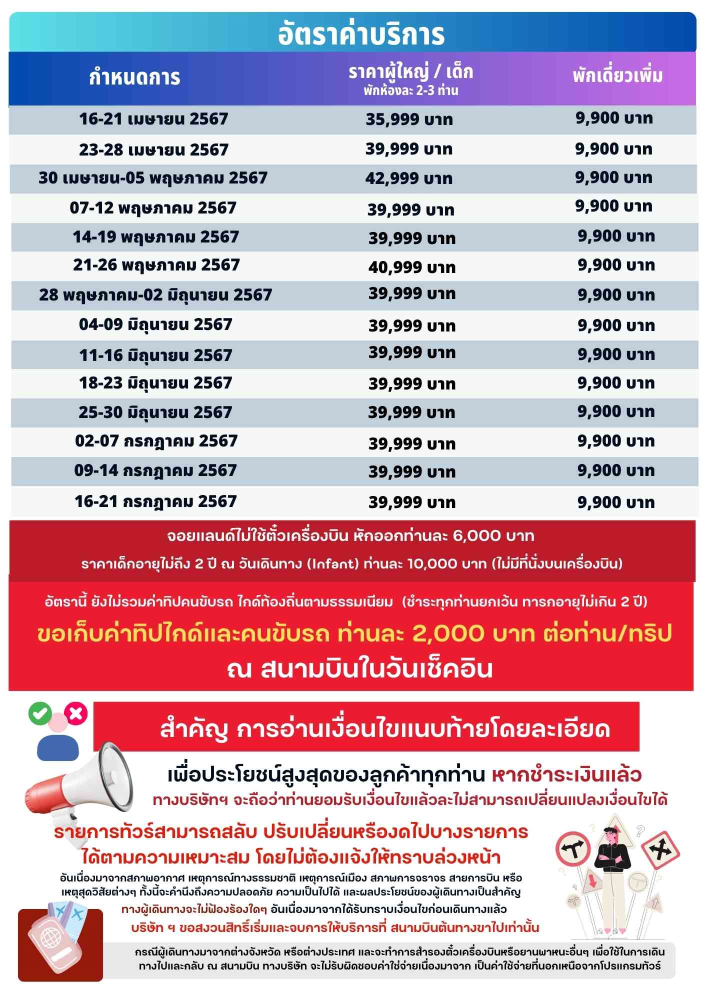 อัตราค่าบริการ
กำหนดการ ราคาผู้ใหญ่ / เด็ก พักเดี่ยวเพิ่ม
พักห้องละ 2-3 ท่าน
16-21 เมษายน 2567 35,999 บาท 9,900 บาท
23-28 เมษายน 2567 39,999 บาท 9,900 บาท
30 เมษายน-05 พฤษภาคม 2567 42,999 บาท 9,900 บาท
07-12 พฤษภาคม 2567 39,999 บาท 9,900 บาท
14-19 พฤษภาคม 2567 39,999 บาท 9,900 บาท
21-26 พฤษภาคม 2567 40,999 บาท 9,900 บาท
28 พฤษภาคม-02 มิถุนายน 2567 39,999 บาท 9,900 บาท
04-09 มิถุนายน 2567 39,999 บาท 9,900 บาท
11-16 มิถุนายน 2567 39,999 บาท 9,900 บาท
18-23 มิถุนายน 2567 39,999 บาท 9,900 บาท
25-30 มิถุนายน 2567 39,999 บาท 9,900 บาท
02-07 กรกฎาคม 2567 39,999 บาท 9,900 บาท
09-14 กรกฎาคม 2567 39,999 บาท 9,900 บาท
16-21 กรกฎาคม 2567 39,999 บาท 9,900 บาท
จอยแลนด์ไม่ใช้ตั๋วเครื่องบิน หักออกท่านละ 6,000 บาท
ราคาเด็กอายุไม่ถึง 2 ปี ณ วันเดินทาง (Infant) ท่านละ 10,000 บาท (ไม่มีที่นั่งบนเครื่องบิน)
อัตรานี้ ยังไม่รวมค่าทิปคนขับรถ ไกด์ท้องถิ่นตามธรรมเนียม (ชำระทุกท่านยกเว้น ทารกอายุไม่เกิน 2 ปี)
ขอเก็บค่าทิปไกด์และคนขับรถ ท่านละ 2,000 บาท ต่อท่าน/ทริป
ณ สนามบินในวันเช็คอิน
สำคัญ การอ่านเงื่อนไขแนบท้ายโดยละเอียด
เพื่อประโยชน์สูงสุดของลูกค้าทุกท่าน หากชำระเงินแล้ว
ทางบริษัทฯ จะถือว่าท่านยอมรับเงื่อนไขแล้วละไม่สามารถเปลี่ยนแปลงเงื่อนไขได้
รายการทัวร์สามารถสลับ ปรับเปลี่ยนหรืองดไปบางรายการ
ได้ตามความเหมาะสม โดยไม่ต้องแจ้งให้ทราบล่วงหน้า
อันเนื่องมาจากสภาพอากาศ เหตุการณ์ทางธรรมชาติ เหตุการณ์เมือง สภาพการจราจร สายการบิน หรือ
เหตุสุดวิสัยต่างๆ ทั้งนี้จะคำนึงถึงความปลอดภัย ความเป็นไปได้ และผลประโยชน์ของผู้เดินทางเป็นสำคัญ
ทางผู้เดินทางจะไม่ฟ้องร้องใดๆ อันเนื่องมาจากได้รับทราบเงื่อนไขก่อนเดินทางแล้ว
บริษัท ฯ ขอสงวนสิทธิ์เริ่มและจบการให้บริการที่ สนามบินต้นทางขาไปเท่านั้น
กรณีผู้เดินทางมาจากต่างจังหวัด หรือต่างประเทศ และจะทำการสำรองตั๋วเครื่องบินหรือยานพาหนะอื่นๆ เพื่อใช้ในการเดิน
ทางไปและกลับ ณ สนามบิน ทางบริษัท จะไม่รับผิดชอบค่าใช่จ่ายเนื่องมาจาก เป็นค่าใช้จ่ายที่นอกเหนือจากโปรแกรมทัวร์